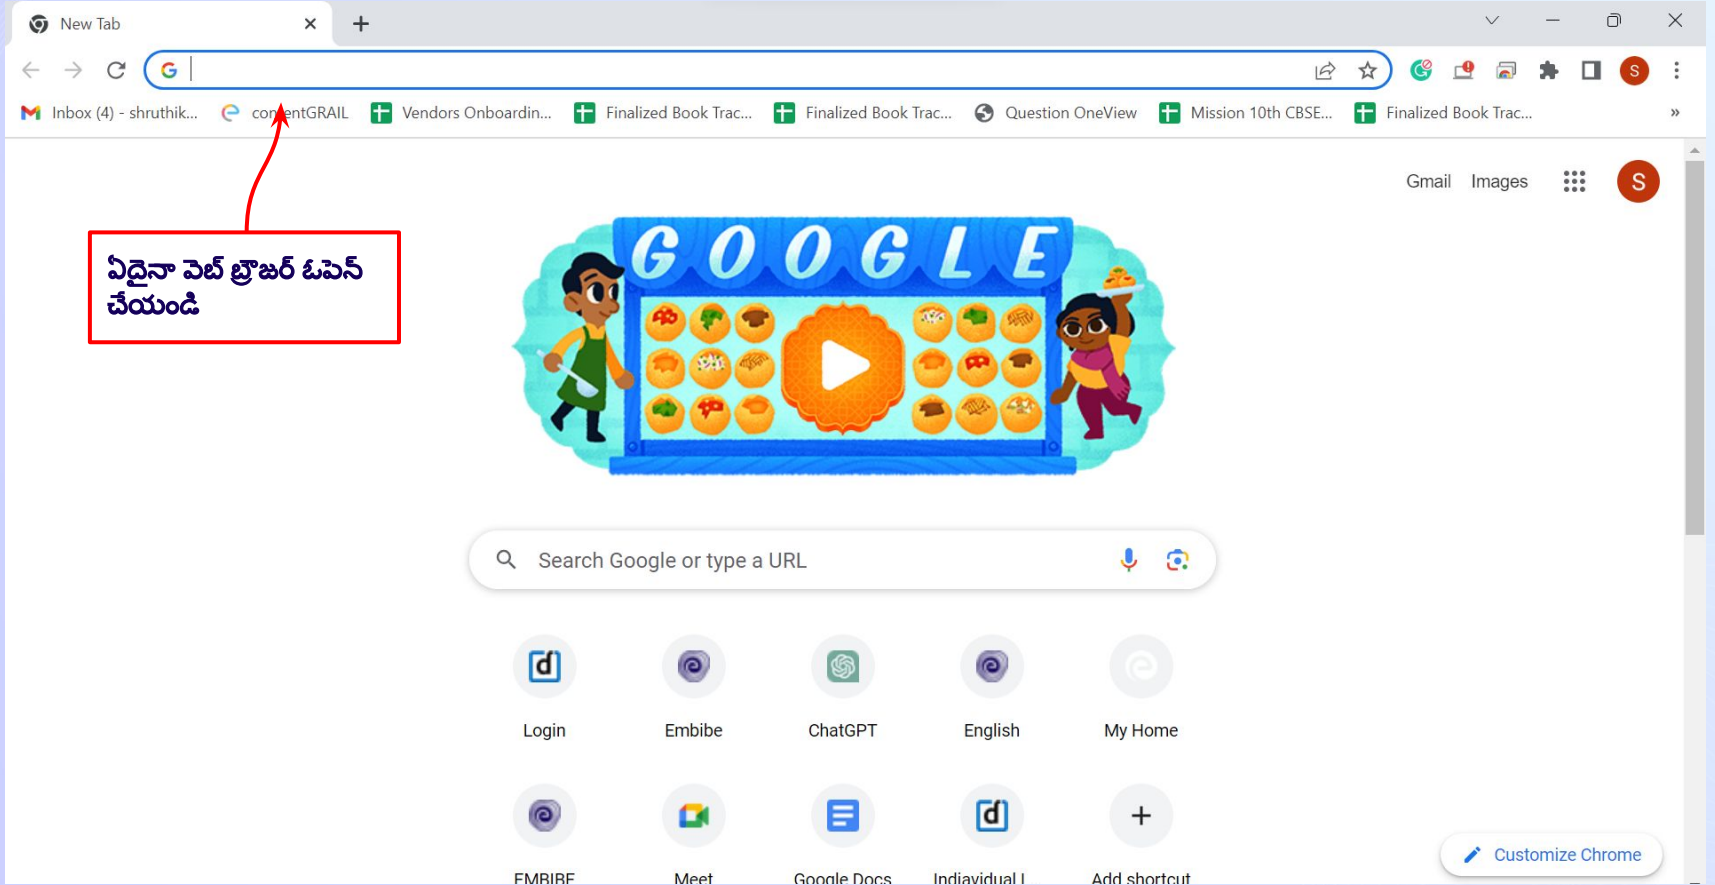 New Tab
Inbox (4) - shruthik... contentGRAIL Vendors Onboardin... Finalized Book Trac... Finalized Book Trac... Question OneView Mission 10th CBSE... Finalized Book Trac... »
Gmail Images S
GOOGLE
ఏదైనా వెబ్ బ్రౌజర్ ఓపెన్
చేయండి
Search Google or type a URL
Login Embibe ChatGPT English My Home
EMBIBE Meet Google Docs Indiavidual L Add shortcut
Customize Chrome